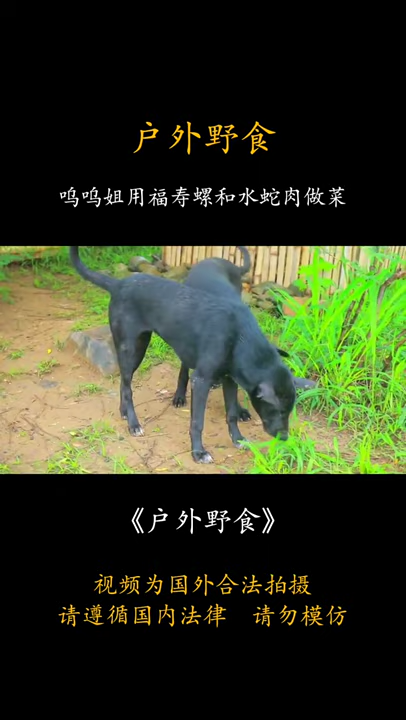 户外野食
呜呜姐用福寿螺和水蛇肉做菜
《户外野食》
视频为国外合法拍摄
请遵循国内法律 请勿模仿